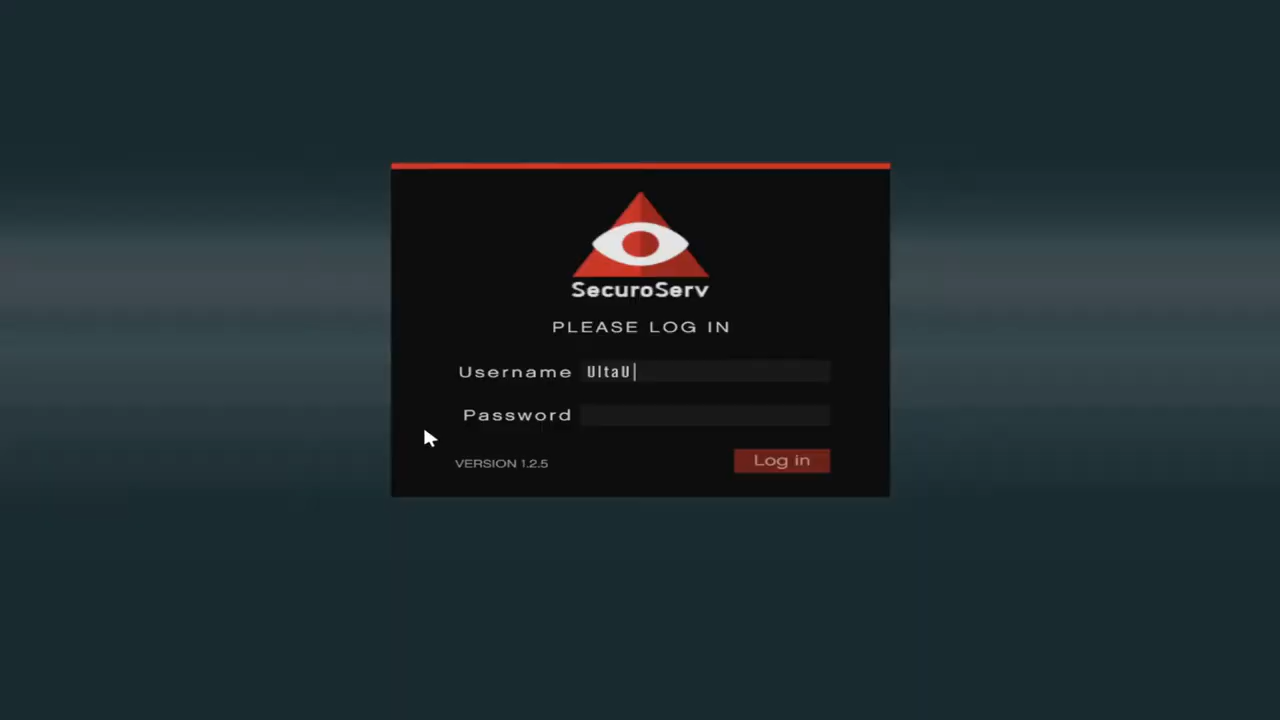 SecuroServ
PLEASE LOG IN
Username UltaU
Password
VERSION 1.2.5
Log in